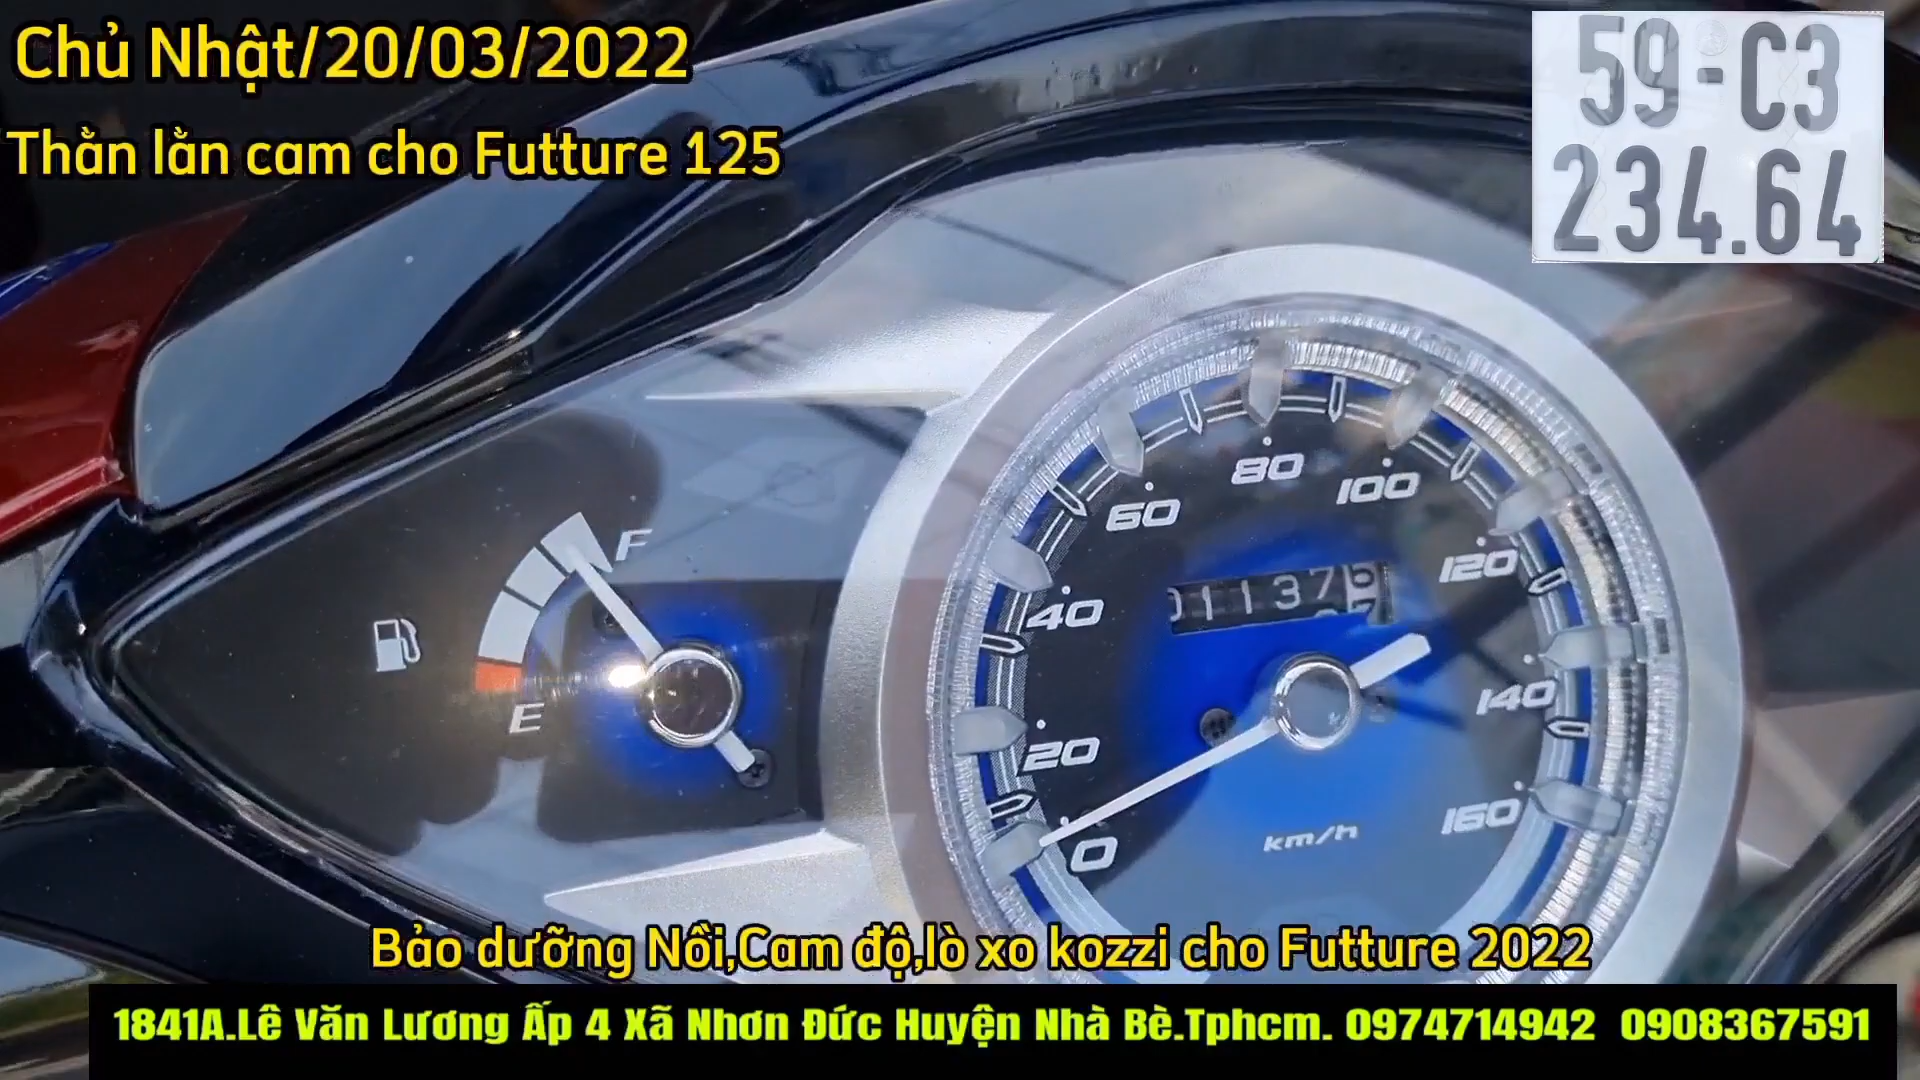 Chủ Nhật/20/03/2022
59-C3
234.64
Thằn lằn cam cho Futture 125
F
E
0
20
40
60
80
100
120
140
160
km/h
Bảo dưỡng Nồi,Cam độ,lò xo kozzi cho Futture 2022
1841A.Lê Văn Lương Ấp 4 Xã Nhơn Đức Huyện Nhà Bè.Tphcm. 0974714942 0908367591